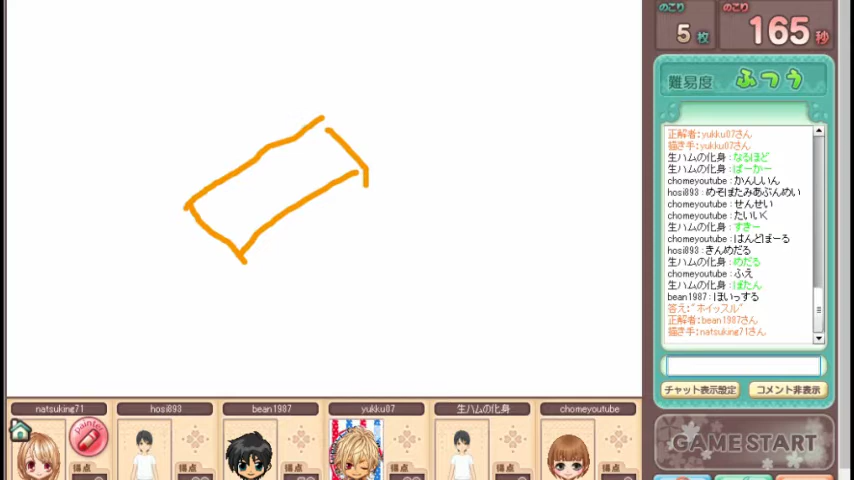 のこり
5枚
のこり
165秒
難易度 ふつう
正解者:yukku07さん
描き手:yukku07さん
生ハムの化身:なるほど
生ハムの化身:ぱーかー
chomeyoutube:かんしいん
hosi893:めそぽたみあぶんめい
chomeyoutube:せんせい
chomeyoutube:たいいく
生ハムの化身:すきー
chomeyoutube:はんどぼーる
hosi893:きんめだる
生ハムの化身:めだる
chomeyoutube:ふえ
生ハムの化身:ぼたん
bean1987:ほいっする
答え:"ホイッスル"
正解者:bean1987さん
描き手:natsuking71さん
チャット表示設定
コメント非表示
GAME START
natsuking71
hosi893
bean1987
yukku07
生ハムの化身
chomeyoutube
painter
得点
得点
得点
得点
得点
得点